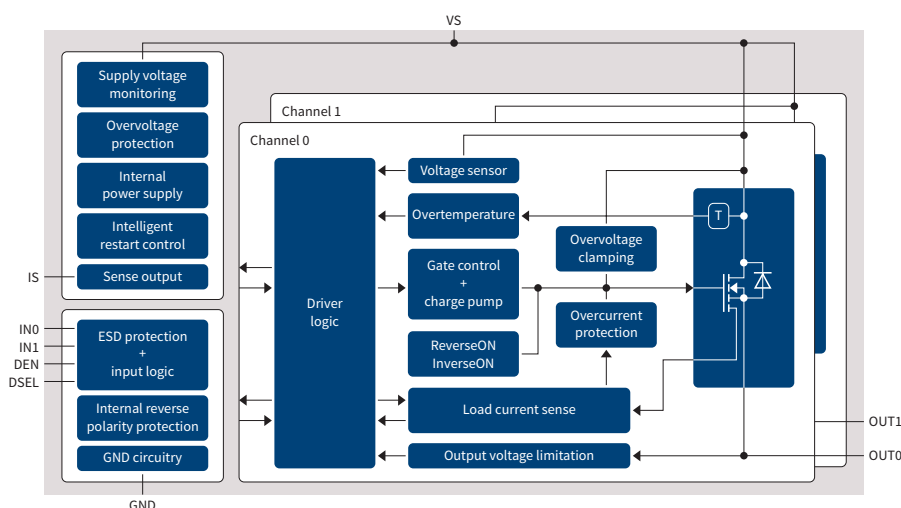 VS
Supply voltage
monitoring
Overvoltage
protection
Internal
power supply
Intelligent
restart control
Sense output
IS
IN0
IN1
DEN
DSEL
ESD protection
+
input logic
Internal reverse
polarity protection
GND circuitry
GND
Channel 1
Channel 0
Driver
logic
Voltage sensor
Overtemperature
Gate control
+
charge pump
ReverseON
InverseON
Load current sense
Output voltage limitation
Overvoltage
clamping
Overcurrent
protection
T
OUT1
OUT0